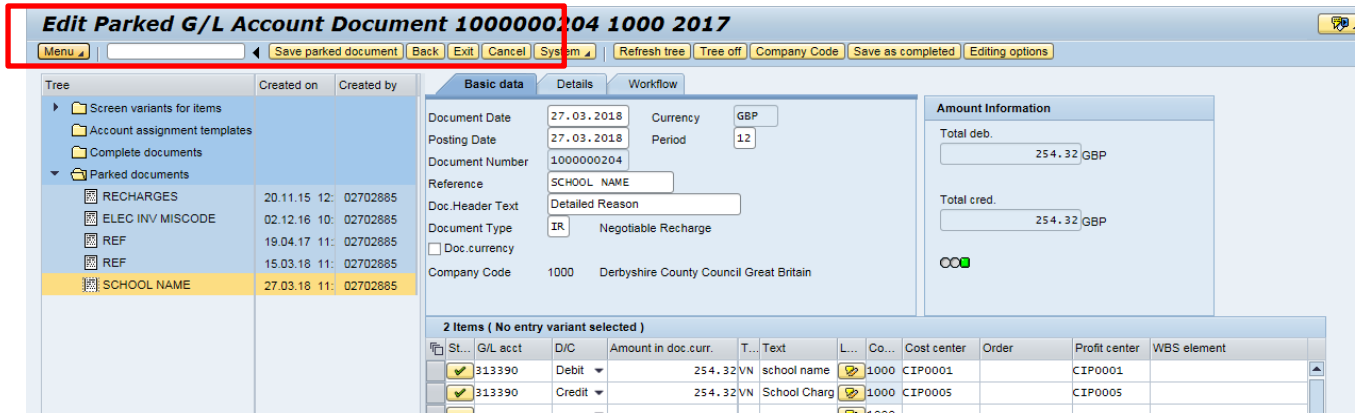 Edit Parked G/L Account Document 1000000204 1000 2017
Menu Save parked document Back Exit Cancel System Refresh tree Tree off Company Code Save as completed Editing options
Tree Created on Created by
Screen variants for items
Account assignment templates
Complete documents
Parked documents
RECHARGES 20.11.15 12: 02702885
ELEC INV MISCODE 02.12.16 10: 02702885
REF 19.04.17 11: 02702885
REF 15.03.18 11: 02702885
SCHOOL NAME 27.03.18 11: 02702885
Basic data Details Workflow
Document Date 27.03.2018 Currency GBP
Posting Date 27.03.2018 Period 12
Document Number 1000000204
Reference SCHOOL NAME
Doc.Header Text Detailed Reason
Document Type IR Negotiable Recharge
Doc.currency
Company Code 1000 Derbyshire County Council Great Britain
Amount Information
Total deb.
254.32 GBP
Total cred.
254.32 GBP
2 Items ( No entry variant selected )
St... G/L acct D/C Amount in doc.curr. T... Text L... Co... Cost center Order Profit center WBS element
313390 Debit 254.32 VN school name 1000 CIP0001 CIP0001
313390 Credit 254.32 VN School Charg 1000 CIP0005 CIP0005